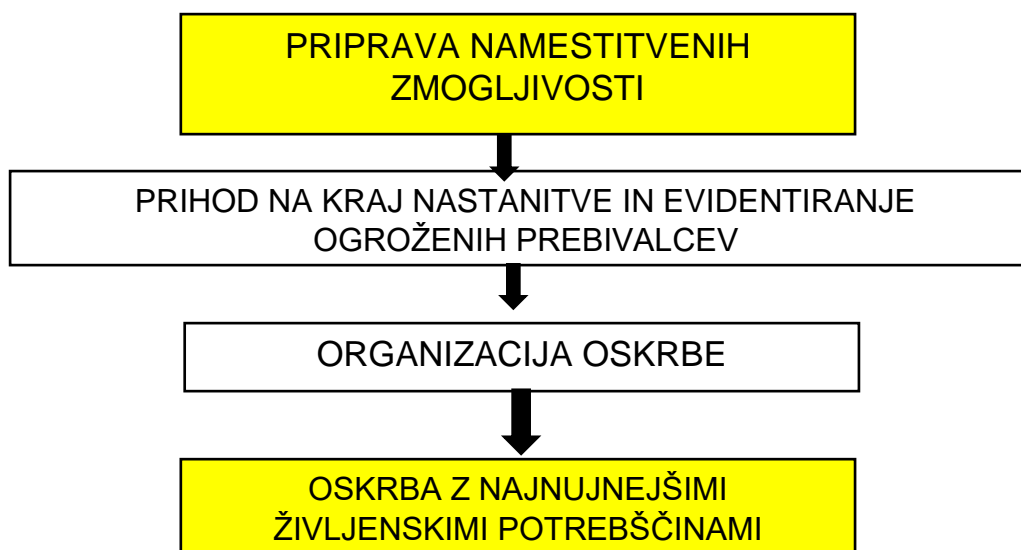 PRIPRAVA NAMESTITVENIH
ZMOGLJIVOSTI
PRIHOD NA KRAJ NASTANITVE IN EVIDENTIRANJE
OGROŽENIH PREBIVALCEV
ORGANIZACIJA OSKRBE
OSKRBA Z NAJNUJNEJŠIMI
ŽIVLJENSKIMI POTREBŠČINAMI